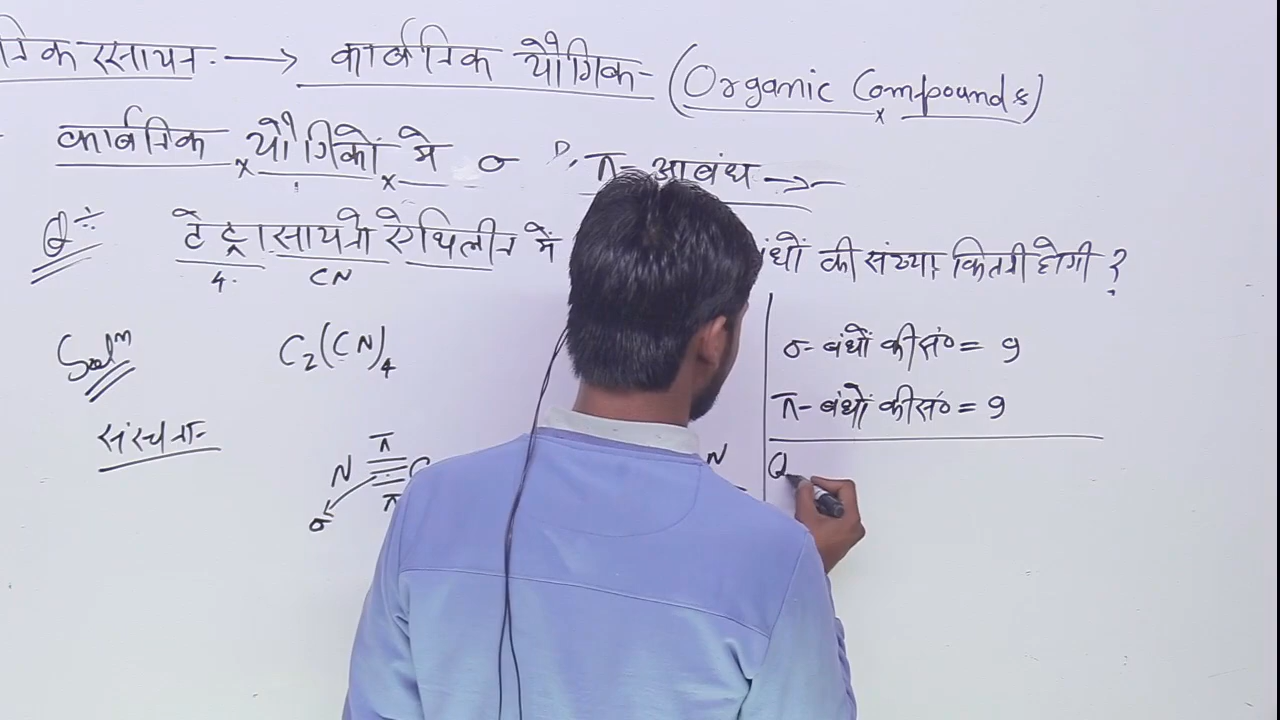 रसायन → कार्बनिक यौगिक- (Organic Compounds)
कार्बनिक यौगिकों में σ π- आबंध →
Q÷ टेट्रा सायनो ऐथिलीन में बंधों की संख्या कितनी होगी ?
4. CN
Solⁿ C₂(CN)₄
σ- बंधों की सं० = 9
π- बंधों की सं० = 9
संरचना-
π
N ≡ C N
π
σ
Q